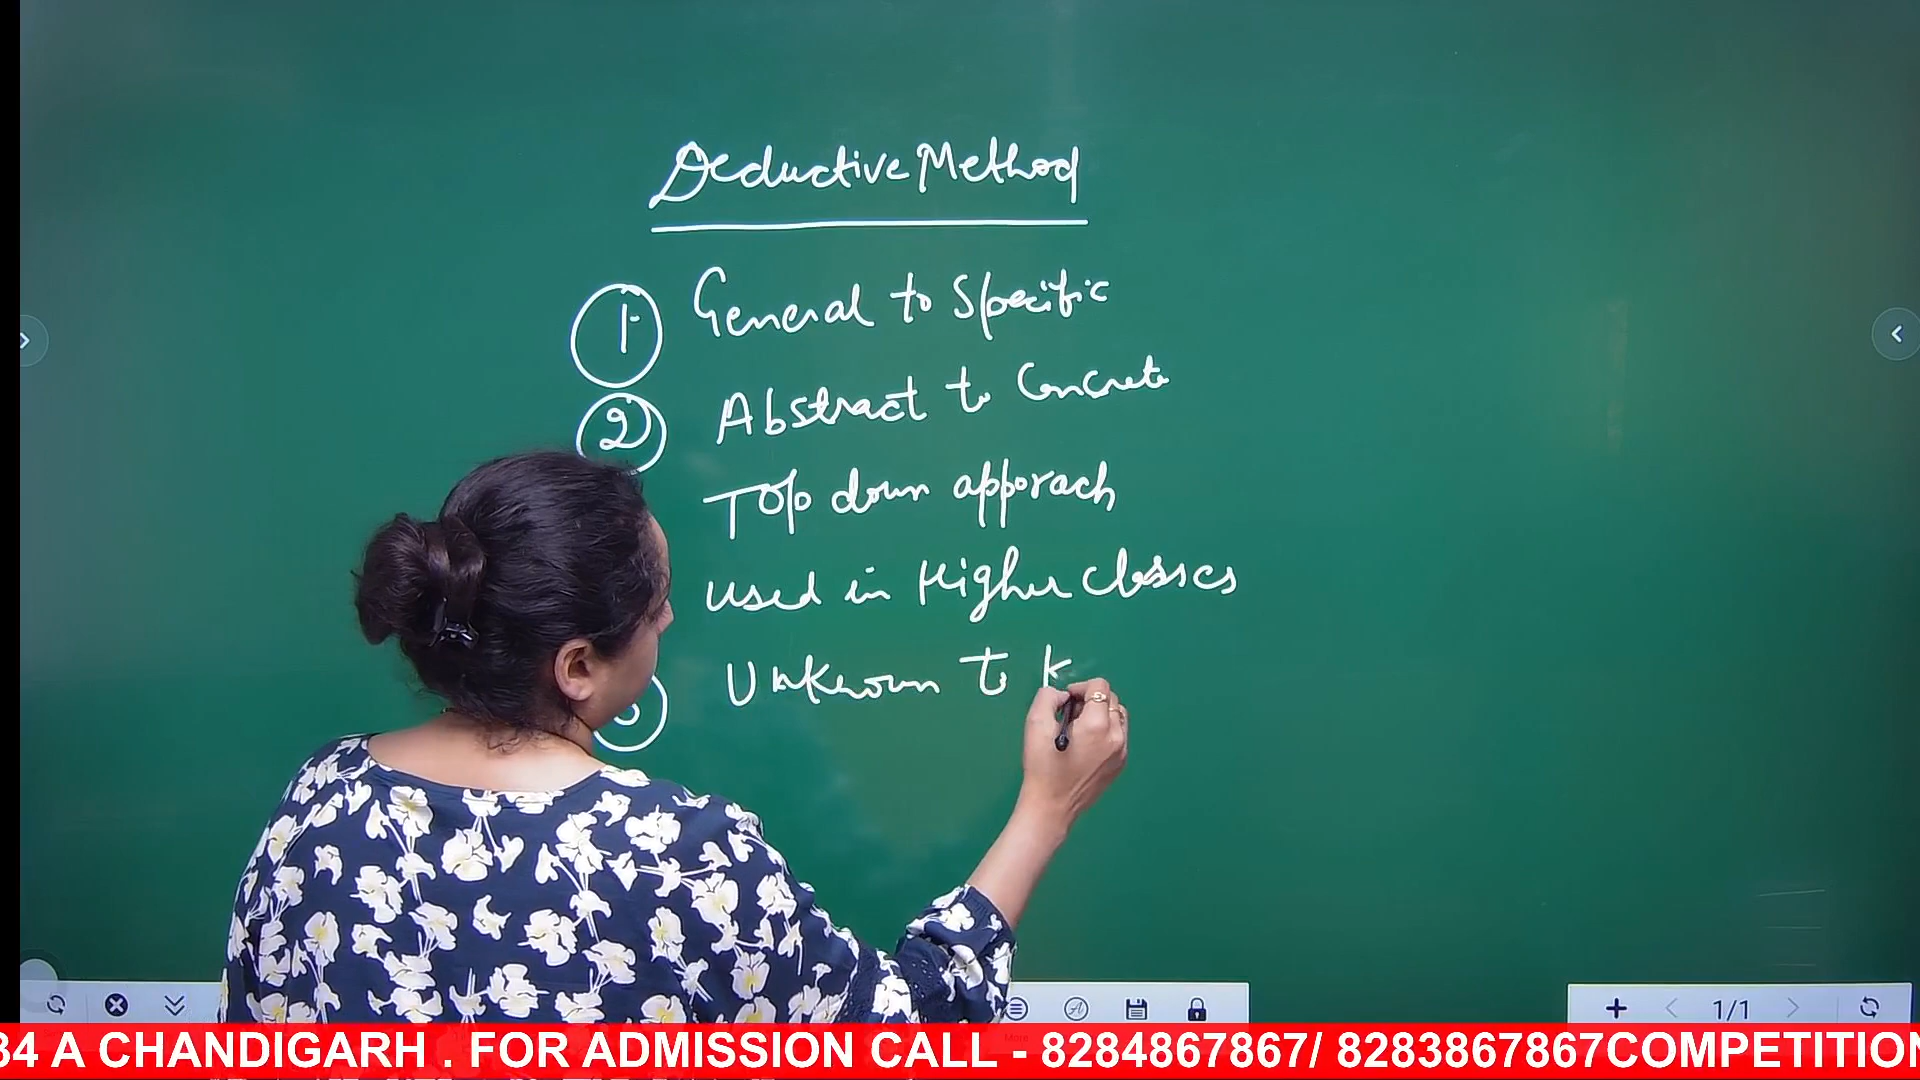 Deductive Method
1 General to Specific
2 Abstract to Concrete
Top down apporach
Used in Higher classes
Unknown to K
1/1
34 A CHANDIGARH . FOR ADMISSION CALL - 8284867867/ 8283867867COMPETITION